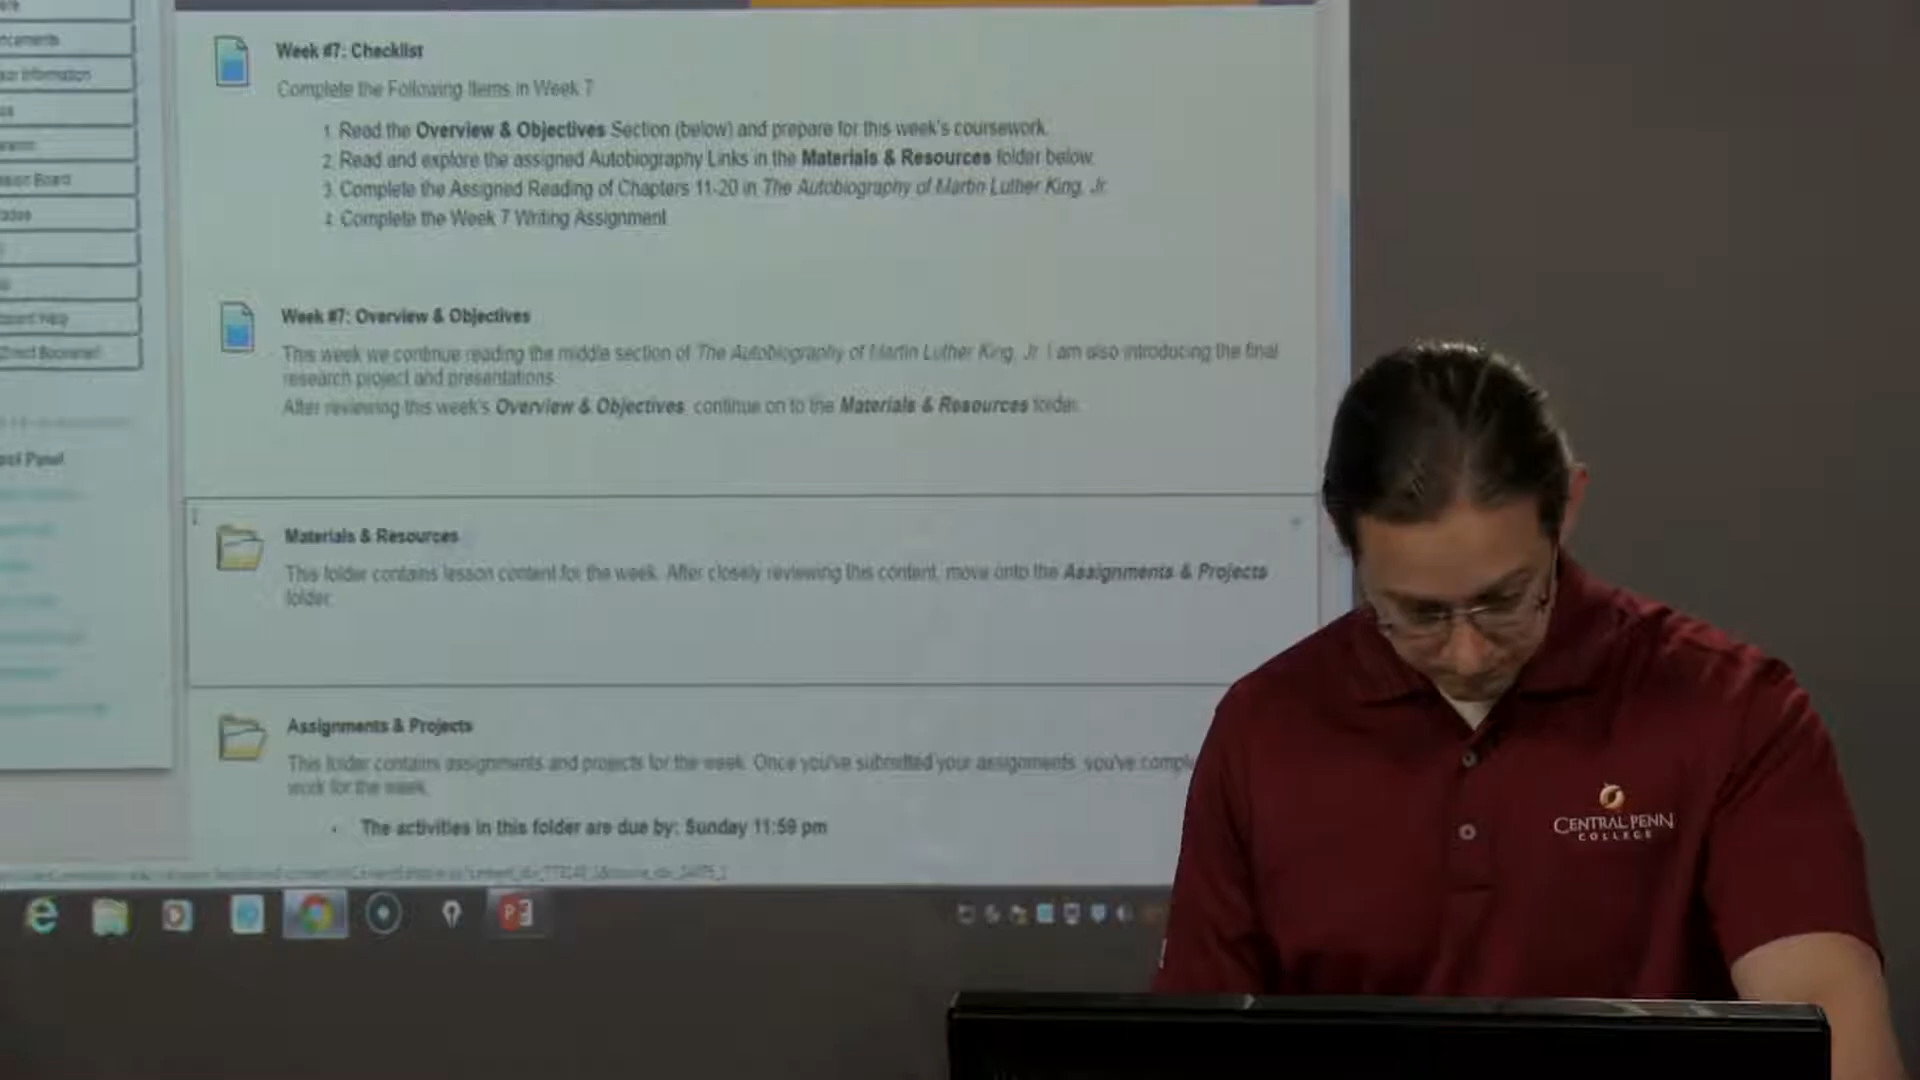 Week #7: Checklist
Complete the Following Items in Week 7
1. Read the Overview & Objectives Section (below) and prepare for this week's coursework.
2. Read and explore the assigned Autobiography Links in the Materials & Resources folder below.
3. Complete the Assigned Reading of Chapters 11-20 in The Autobiography of Martin Luther King, Jr.
4. Complete the Week 7 Writing Assignment
Week #7: Overview & Objectives
This week we continue reading the middle section of The Autobiography of Martin Luther King, Jr. I am also introducing the final
research project and presentations.
After reviewing this week's Overview & Objectives, continue on to the Materials & Resources folder.
Materials & Resources
This folder contains lesson content for the week. After closely reviewing this content, move onto the Assignments & Projects
folder.
Assignments & Projects
This folder contains assignments and projects for the week. Once you've submitted your assignments, you've comple
work for the week.
• The activities in this folder are due by: Sunday 11:59 pm
CENTRAL PENN
COLLEGE